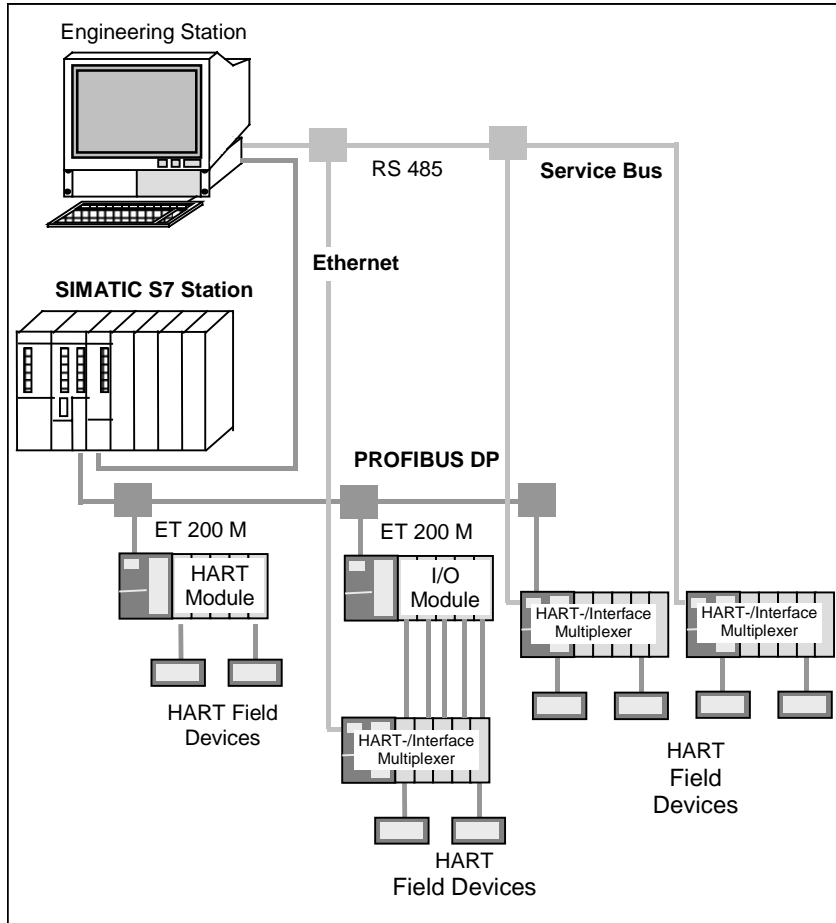 Engineering Station
RS 485
Service Bus
Ethernet
SIMATIC S7 Station
PROFIBUS DP
ET 200 M
ET 200 M
HART
Module
I/O
Module
HART-/Interface
Multiplexer
HART-/Interface
Multiplexer
HART Field
Devices
HART-/Interface
Multiplexer
HART
Field
Devices
HART
Field Devices